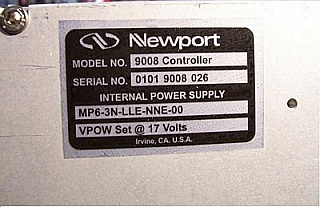 Newport
MODEL NO. 9008 Controller
SERIAL NO. 0101 9008 026
INTERNAL POWER SUPPLY
MP6-3N-LLE-NNE-00
VPOW Set @ 17 Volts
Irvine, CA. U.S.A.